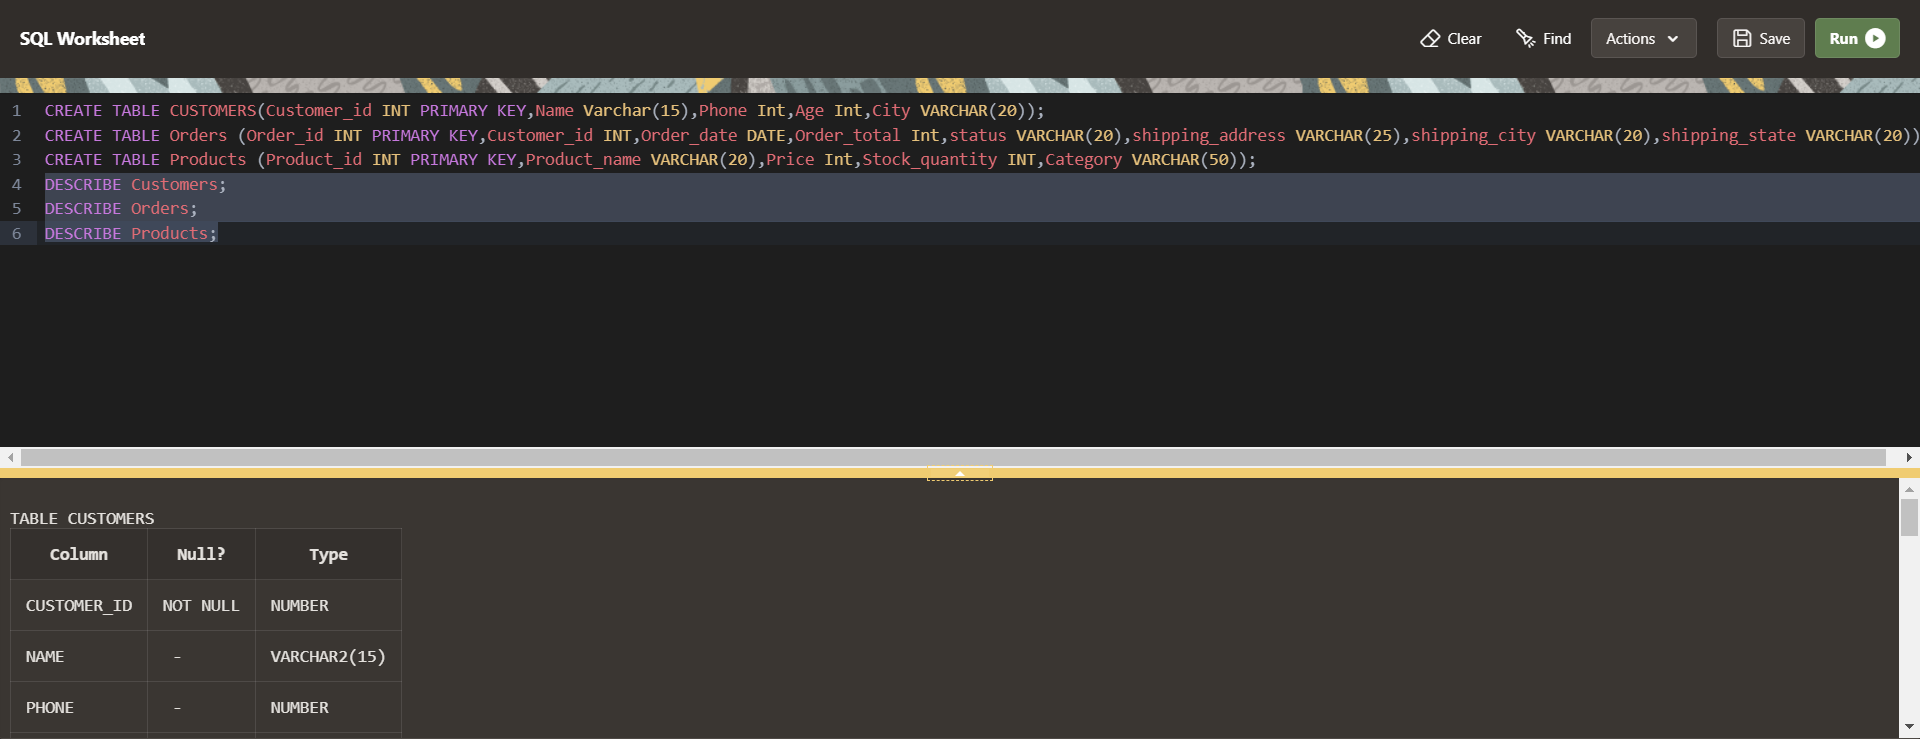 SQL Worksheet
Clear
Find
Actions
Save
Run
1 CREATE TABLE CUSTOMERS(Customer_id INT PRIMARY KEY,Name Varchar(15),Phone Int,Age Int,City VARCHAR(20));
2 CREATE TABLE Orders (Order_id INT PRIMARY KEY,Customer_id INT,Order_date DATE,Order_total Int,status VARCHAR(20),shipping_address VARCHAR(25),shipping_city VARCHAR(20),shipping_state VARCHAR(20))
3 CREATE TABLE Products (Product_id INT PRIMARY KEY,Product_name VARCHAR(20),Price Int,Stock_quantity INT,Category VARCHAR(50));
4 DESCRIBE Customers;
5 DESCRIBE Orders;
6 DESCRIBE Products;
TABLE CUSTOMERS
Column Null? Type
CUSTOMER_ID NOT NULL NUMBER
NAME - VARCHAR2(15)
PHONE - NUMBER